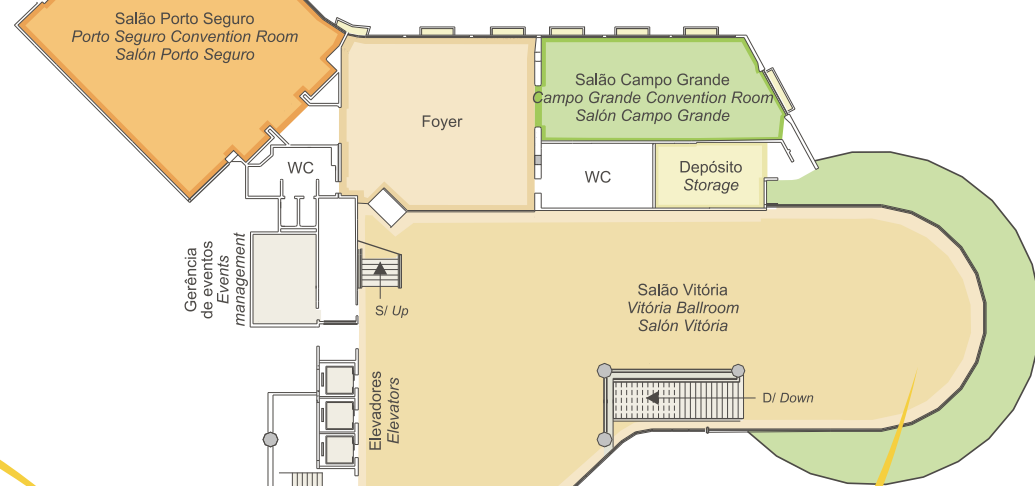 Salão Porto Seguro
Porto Seguro Convention Room
Salón Porto Seguro
Foyer
Salão Campo Grande
Campo Grande Convention Room
Salón Campo Grande
WC
WC
Depósito
Storage
Gerência
de eventos
Events
management
S/ Up
Salão Vitória
Vitória Ballroom
Salón Vitória
Elevadores
Elevators
D/ Down